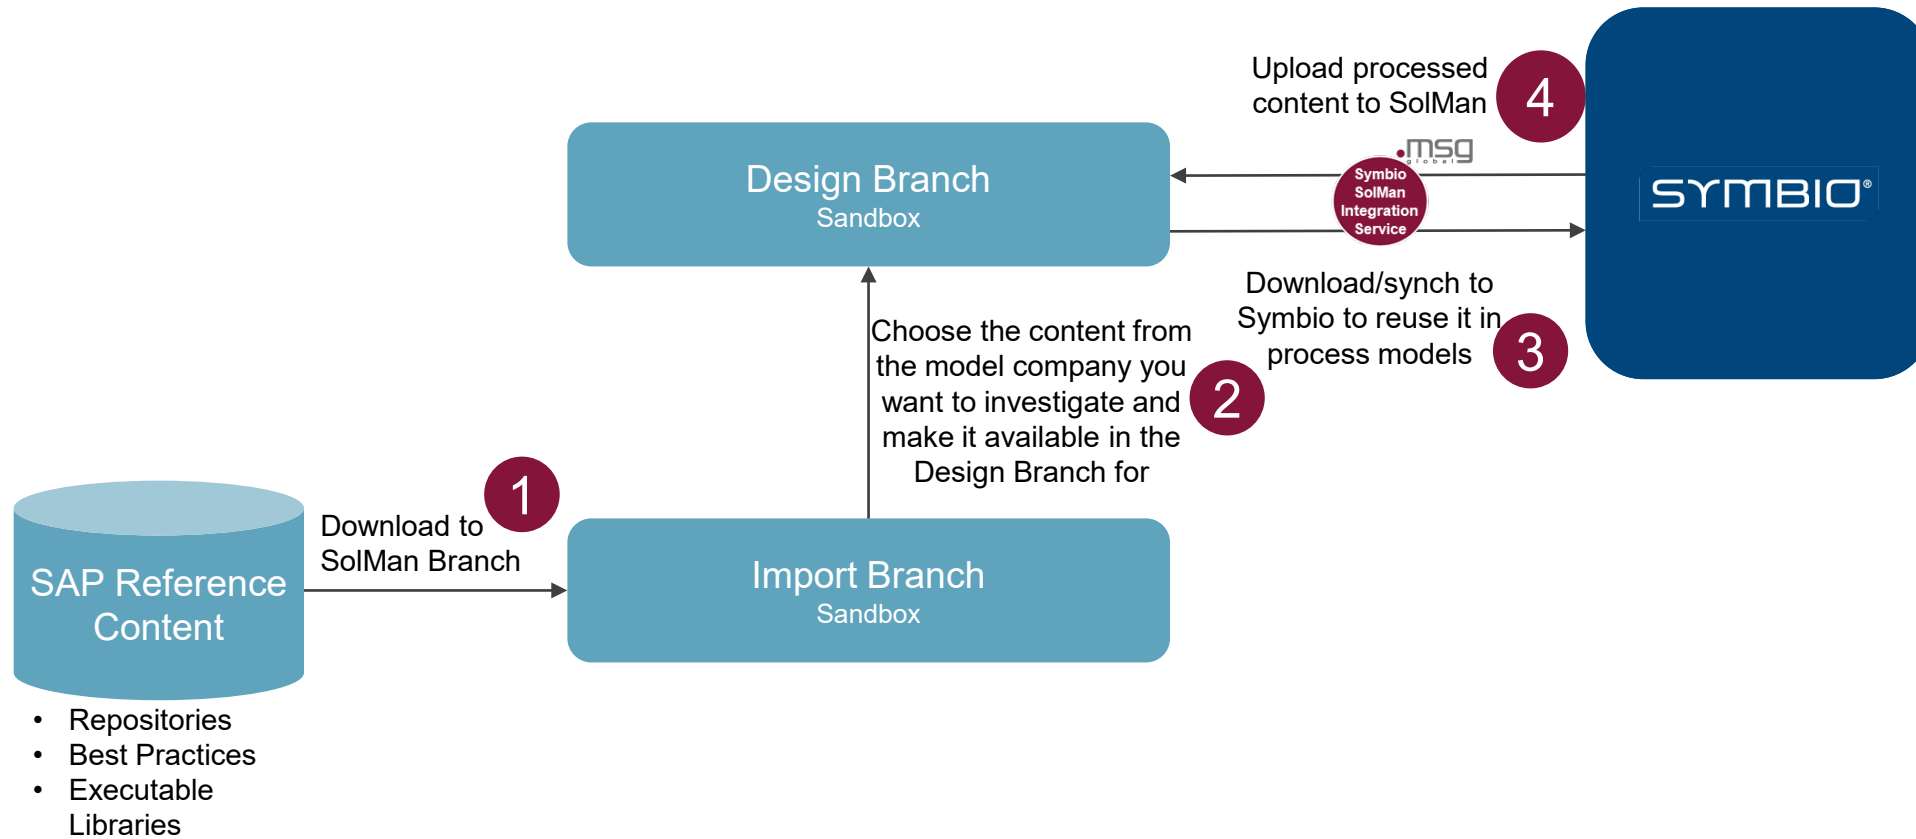 Upload processed
content to SolMan
4
.msg
global
Design Branch
Sandbox
Symbio
SolMan
Integration
Service
SYMBIO®
Download/synch to
Symbio to reuse it in
process models
3
Choose the content from
the model company you
want to investigate and
make it available in the
Design Branch for
2
1
Download to
SolMan Branch
SAP Reference
Content
Import Branch
Sandbox
• Repositories
• Best Practices
• Executable
Libraries